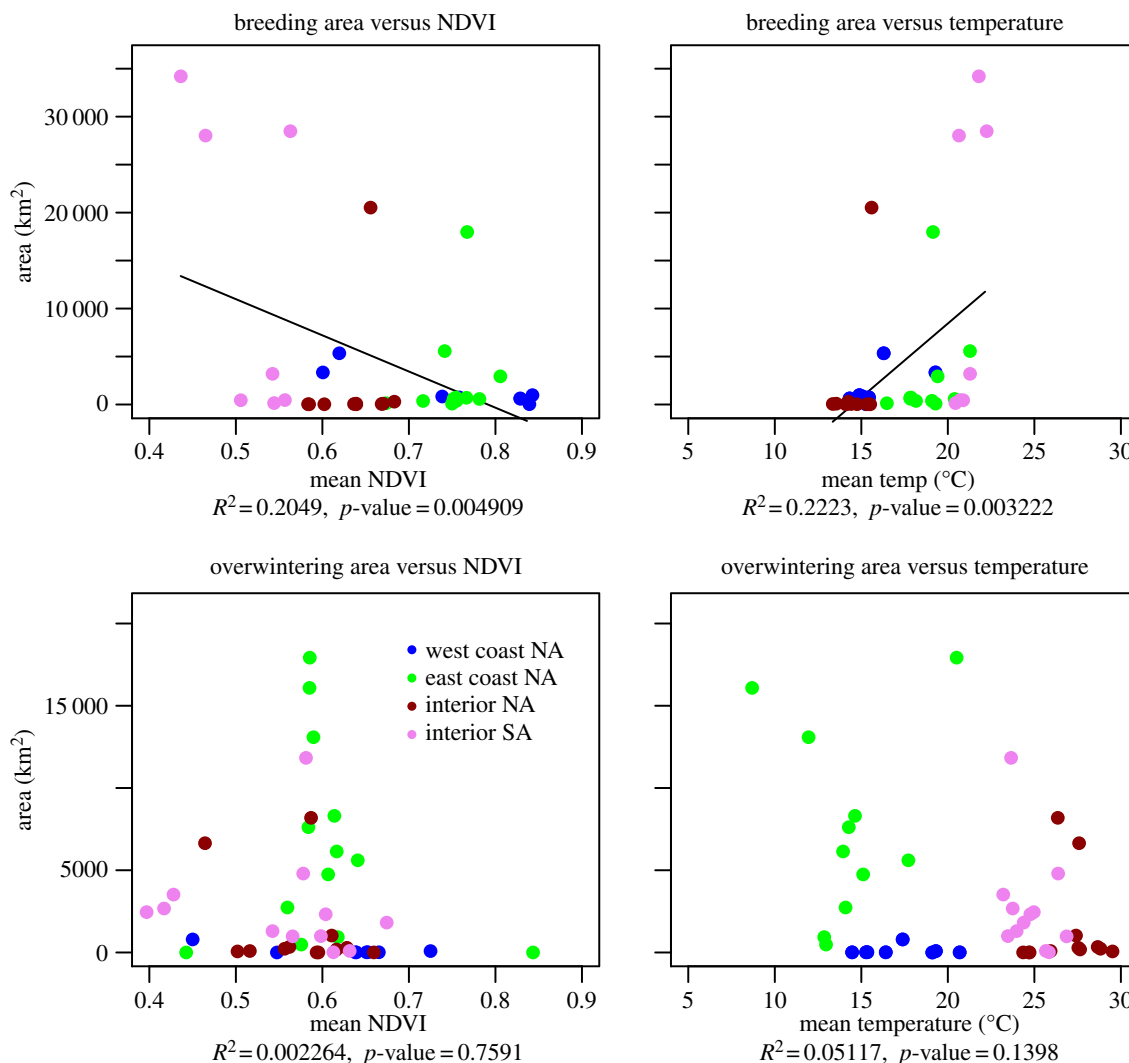 breeding area versus NDVI
breeding area versus temperature
area (km²)
30 000
20 000
10 000
0
0.4 0.5 0.6 0.7 0.8 0.9
5 10 15 20 25 30
mean NDVI
mean temp (°C)
R² = 0.2049, p-value = 0.004909
R² = 0.2223, p-value = 0.003222
overwintering area versus NDVI
overwintering area versus temperature
area (km²)
15 000
5000
0
west coast NA
east coast NA
interior NA
interior SA
0.4 0.5 0.6 0.7 0.8 0.9
5 10 15 20 25 30
mean NDVI
mean temperature (°C)
R² = 0.002264, p-value = 0.7591
R² = 0.05117, p-value = 0.1398